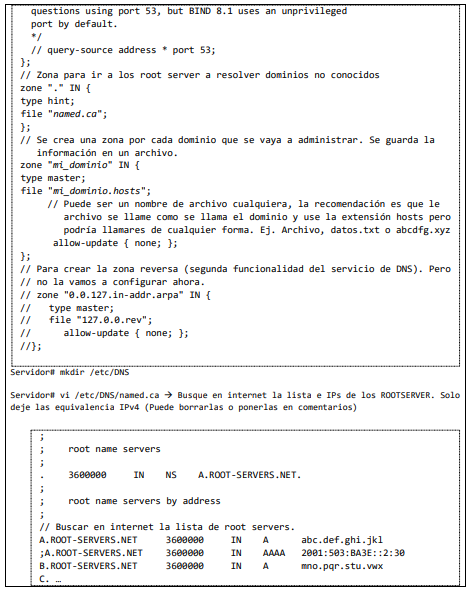 questions using port 53, but BIND 8.1 uses an unprivileged
port by default.
*/
// query-source address * port 53;
};
// Zona para ir a los root server a resolver dominios no conocidos
zone "." IN {
type hint;
file "named.ca";
};
// Se crea una zona por cada dominio que se vaya a administrar. Se guarda la
información en un archivo.
zone "mi_dominio" IN {
type master;
file "mi_dominio.hosts";
// Puede ser un nombre de archivo cualquiera, la recomendación es que le
archivo se llame como se llama el dominio y use la extensión hosts pero
podría llamares de cualquier forma. Ej. Archivo, datos.txt o abcdfg.xyz
allow-update { none; };
};
// Para crear la zona reversa (segunda funcionalidad del servicio de DNS). Pero
// no la vamos a configurar ahora.
// zone "0.0.127.in-addr.arpa" IN {
// type master;
// file "127.0.0.rev";
// allow-update { none; };
//};
Servidor# mkdir /etc/DNS
Servidor# vi /etc/DNS/named.ca → Busque en internet la lista e IPs de los ROOTSERVER. Solo
deje las equivalencia IPv4 (Puede borrarlas o ponerlas en comentarios)
;
; root name servers
;
. 3600000 IN NS A.ROOT-SERVERS.NET.
;
; root name servers by address
;
// Buscar en internet la lista de root servers.
A.ROOT-SERVERS.NET 3600000 IN A abc.def.ghi.jkl
;A.ROOT-SERVERS.NET 3600000 IN AAAA 2001:503:BA3E::2:30
B.ROOT-SERVERS.NET 3600000 IN A mno.pqr.stu.vwx
C. …